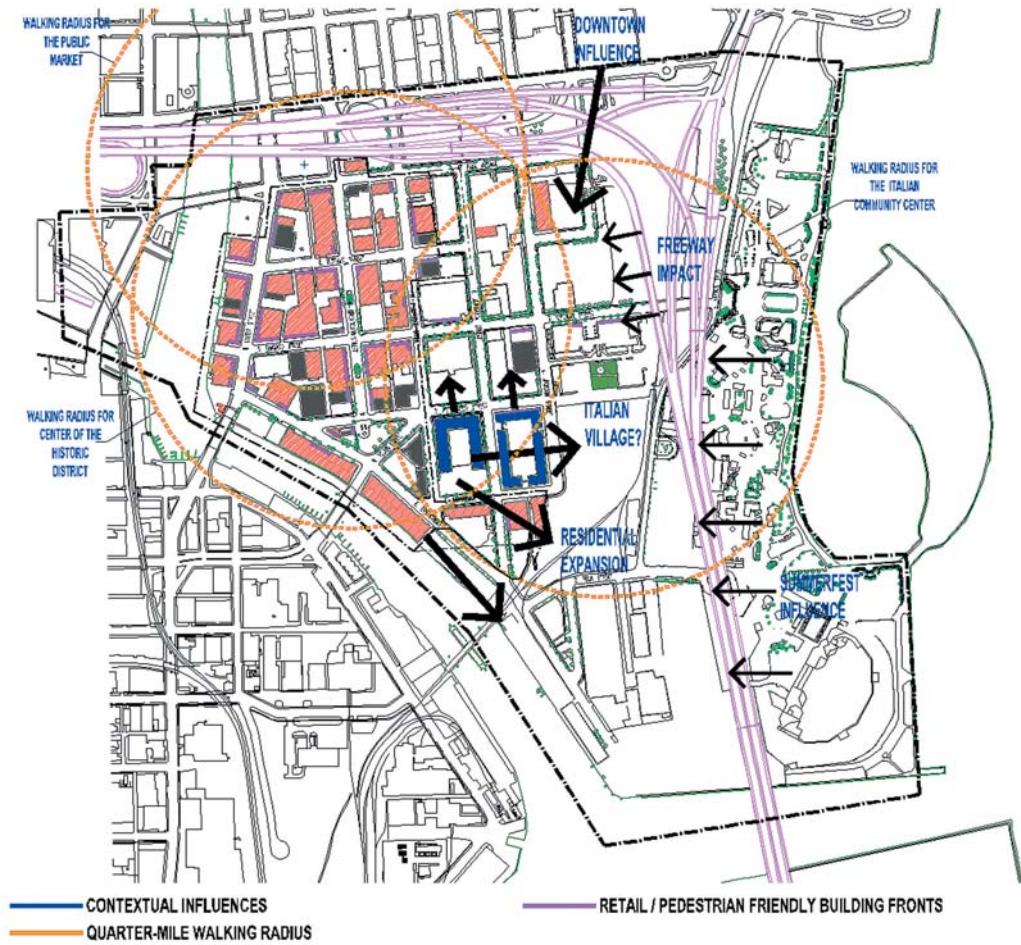 WALKING RADIUS FOR
THE PUBLIC
MARKET
DOWNTOWN
INFLUENCE
WALKING RADIUS FOR
THE ITALIAN
COMMUNITY CENTER
FREEWAY
IMPACT
WALKING RADIUS FOR
CENTER OF THE
HISTORIC
DISTRICT
ITALIAN
VILLAGE?
RESIDENTIAL
EXPANSION
SUMMERFEST
INFLUENCE
CONTEXTUAL INFLUENCES
RETAIL / PEDESTRIAN FRIENDLY BUILDING FRONTS
QUARTER-MILE WALKING RADIUS